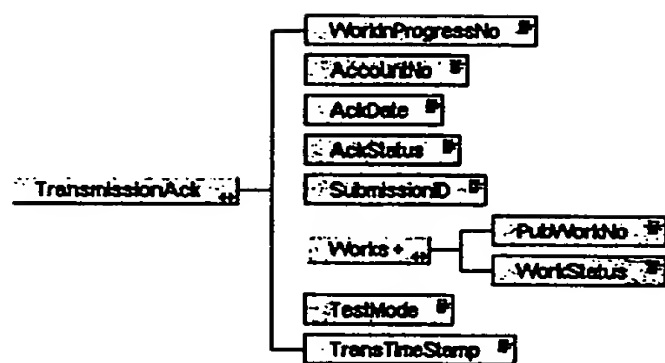 WorkInProgressNo
AccountNo
AckDate
AckStatus
TransmissionAck
SubmissionID
Works +
PubWorkNo
WorkStatus
TestMode
TransTimeStamp